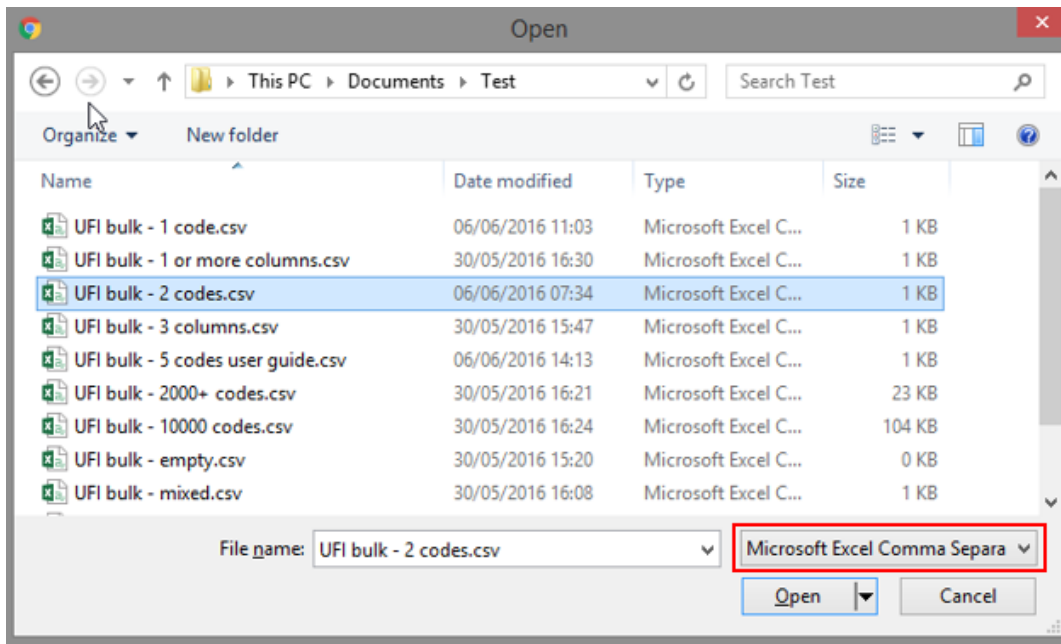 Open
This PC Documents Test Search Test
Organize New folder
Name Date modified Type Size
UFI bulk - 1 code.csv 06/06/2016 11:03 Microsoft Excel C... 1 KB
UFI bulk - 1 or more columns.csv 30/05/2016 16:30 Microsoft Excel C... 1 KB
UFI bulk - 2 codes.csv 06/06/2016 07:34 Microsoft Excel C... 1 KB
UFI bulk - 3 columns.csv 30/05/2016 15:47 Microsoft Excel C... 1 KB
UFI bulk - 5 codes user guide.csv 06/06/2016 14:13 Microsoft Excel C... 1 KB
UFI bulk - 2000+ codes.csv 30/05/2016 16:21 Microsoft Excel C... 23 KB
UFI bulk - 10000 codes.csv 30/05/2016 16:24 Microsoft Excel C... 104 KB
UFI bulk - empty.csv 30/05/2016 15:20 Microsoft Excel C... 0 KB
UFI bulk - mixed.csv 30/05/2016 16:08 Microsoft Excel C... 1 KB
File name: UFI bulk - 2 codes.csv Microsoft Excel Comma Separa
Open Cancel